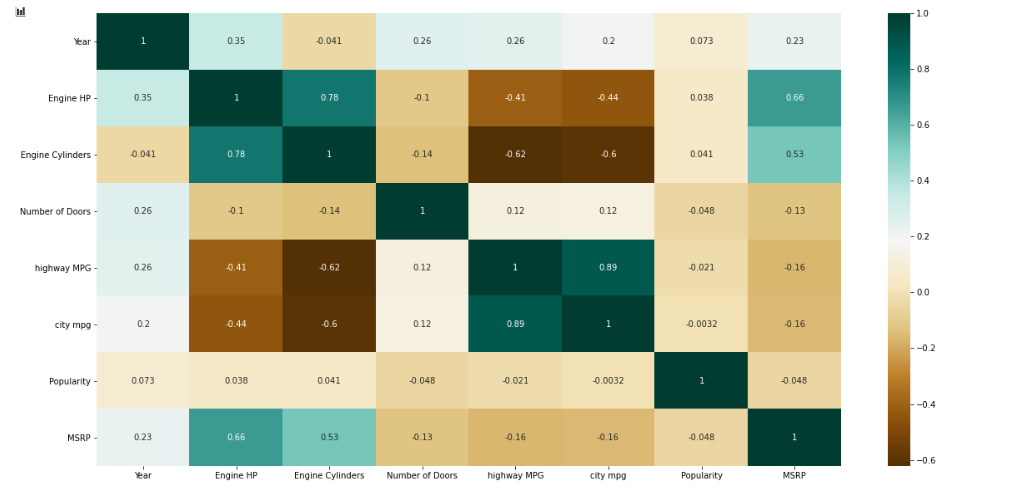 Year 1 0.35 -0.041 0.26 0.26 0.2 0.073 0.23
Engine HP 0.35 1 0.78 -0.1 -0.41 -0.44 0.038 0.66
Engine Cylinders -0.041 0.78 1 -0.14 -0.62 -0.6 0.041 0.53
Number of Doors 0.26 -0.1 -0.14 1 0.12 0.12 -0.048 -0.13
highway MPG 0.26 -0.41 -0.62 0.12 1 0.89 -0.021 -0.16
city mpg 0.2 -0.44 -0.6 0.12 0.89 1 -0.0032 -0.16
Popularity 0.073 0.038 0.041 -0.048 -0.021 -0.0032 1 -0.048
MSRP 0.23 0.66 0.53 -0.13 -0.16 -0.16 -0.048 1
Year Engine HP Engine Cylinders Number of Doors highway MPG city mpg Popularity MSRP
1.0
0.8
0.6
0.4
0.2
0.0
−0.2
−0.4
−0.6